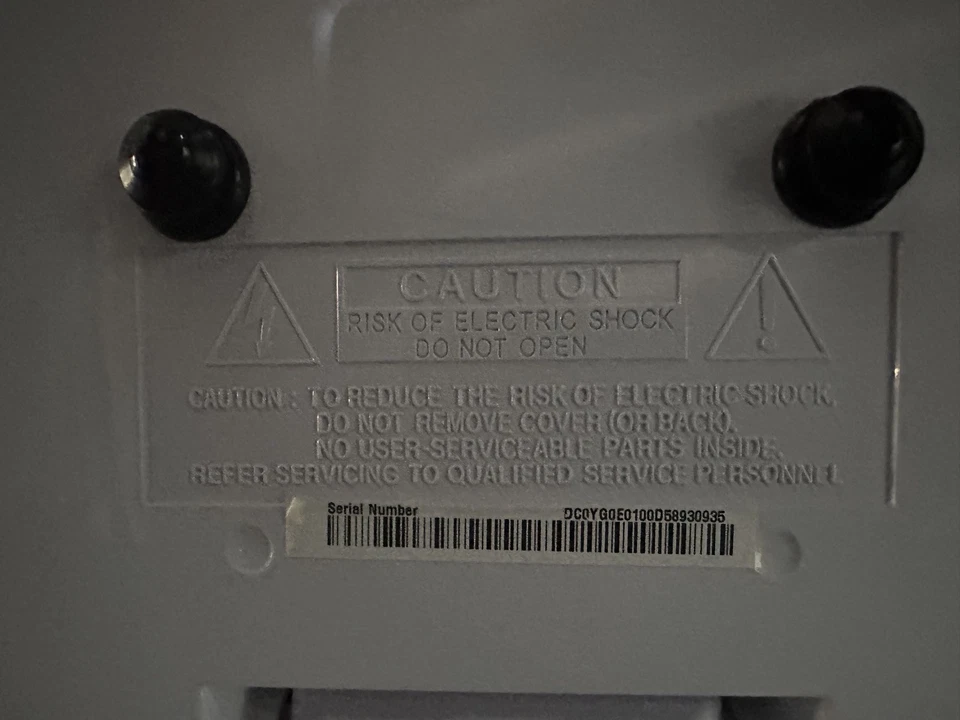 CAUTION
RISK OF ELECTRIC SHOCK
DO NOT OPEN
CAUTION : TO REDUCE THE RISK OF ELECTRIC SHOCK,
DO NOT REMOVE COVER (OR BACK).
NO USER-SERVICEABLE PARTS INSIDE.
REFER SERVICING TO QUALIFIED SERVICE PERSONNEL
Serial Number DC0YG0E0100D58930935